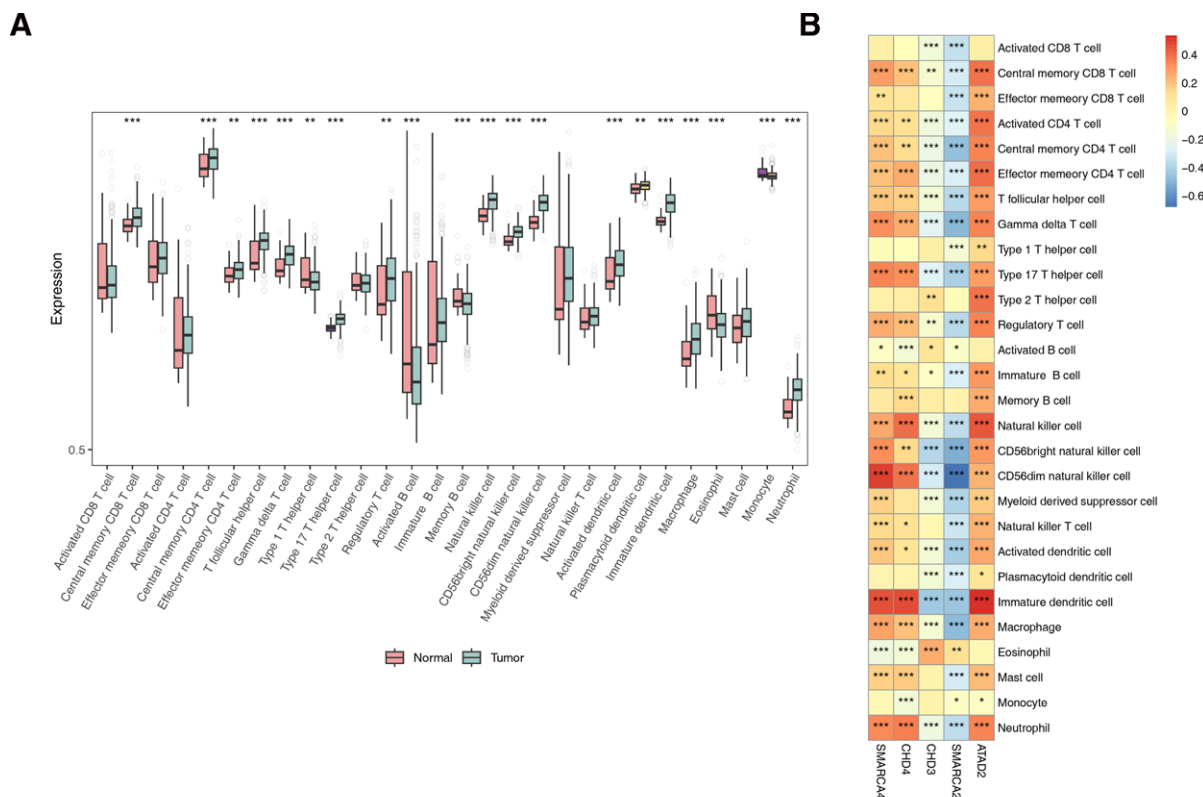 A
*** *** ** *** *** ** *** ** *** *** *** *** *** *** ** *** *** *** *** ***
Expression
0.5
Activated CD8 T cell
Central memory CD8 T cell
Effector memeory CD8 T cell
Activated CD4 T cell
Central memory CD4 T cell
Effector memeory CD4 T cell
T follicular helper cell
Gamma delta T cell
Type 1 T helper cell
Type 17 T helper cell
Type 2 T helper cell
Regulatory T cell
Activated B cell
Immature B cell
Memory B cell
Natural killer cell
CD56bright natural killer cell
CD56dim natural killer cell
Myeloid derived suppressor cell
Natural killer T cell
Activated dendritic cell
Plasmacytoid dendritic cell
Immature dendritic cell
Macrophage
Eosinophil
Mast cell
Monocyte
Neutrophil
Normal Tumor
B
*** *** Activated CD8 T cell
*** *** ** *** *** Central memory CD8 T cell
** *** *** Effector memeory CD8 T cell
*** ** *** *** *** Activated CD4 T cell
*** ** *** *** *** Central memory CD4 T cell
*** *** *** *** *** Effector memeory CD4 T cell
*** *** *** *** *** T follicular helper cell
*** *** *** *** *** Gamma delta T cell
*** ** Type 1 T helper cell
*** *** *** *** *** Type 17 T helper cell
** *** Type 2 T helper cell
*** *** ** *** *** Regulatory T cell
* *** * * Activated B cell
** * * *** *** Immature B cell
*** *** Memory B cell
*** *** *** *** *** Natural killer cell
*** ** *** *** *** CD56bright natural killer cell
*** *** *** *** *** CD56dim natural killer cell
*** *** *** *** Myeloid derived suppressor cell
*** * *** *** Natural killer T cell
*** * *** *** *** Activated dendritic cell
*** *** * Plasmacytoid dendritic cell
*** *** *** *** *** Immature dendritic cell
*** *** *** *** *** Macrophage
*** *** *** ** Eosinophil
*** *** *** *** Mast cell
*** * * Monocyte
*** *** *** *** *** Neutrophil
SMARCA4
CHD4
CHD3
SMARCA2
ATAD2
0.4
0.2
0
−0.2
−0.4
−0.6